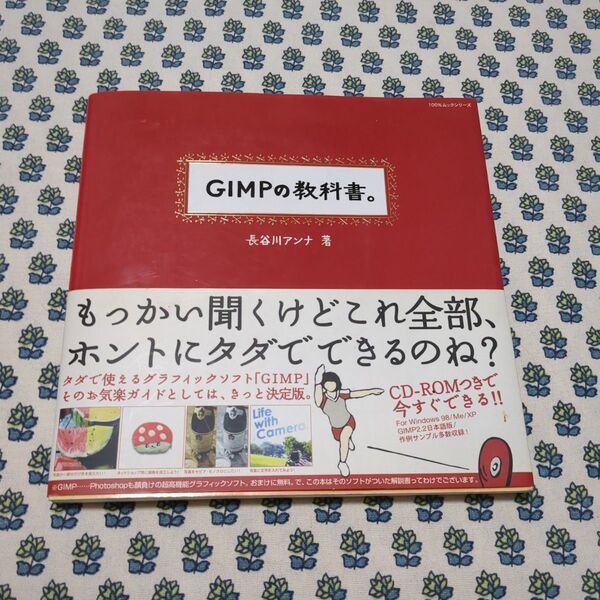 100%ムックシリーズ
GIMPの教科書。
長谷川アンナ 著
もっかい聞くけどこれ全部、
ホントにタダでできるのね？
タダで使えるグラフィックソフト「GIMP」
そのお気楽ガイドとしては、きっと決定版。
CD-ROMつきで
今すぐできる!!
For Windows 98/Me/XP
GIMP2.2日本語版/
作例サンプル多数収録！
Life
with
Camera.
※GIMP……Photoshopも顔負けの超高機能グラフィックソフト。おまけに無料。で、この本はそのソフトがついた解説書ってわけでございます。